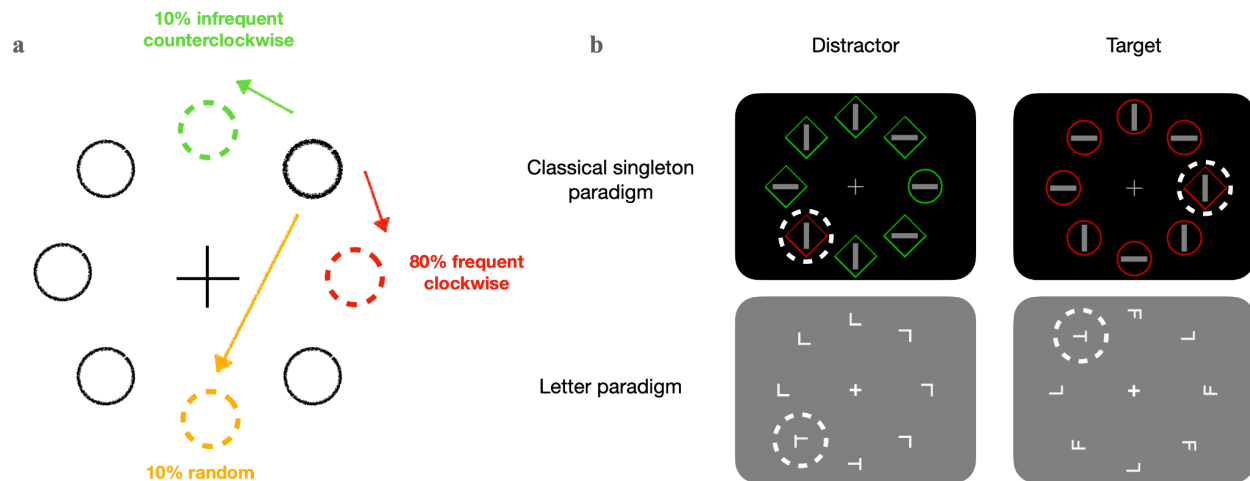 a
10% infrequent
counterclockwise
80% frequent
clockwise
10% random
b
Distractor
Target
Classical singleton
paradigm
Letter paradigm
L
L
L
L
L
L
T
T
F
T
L
L
F
F
F
L